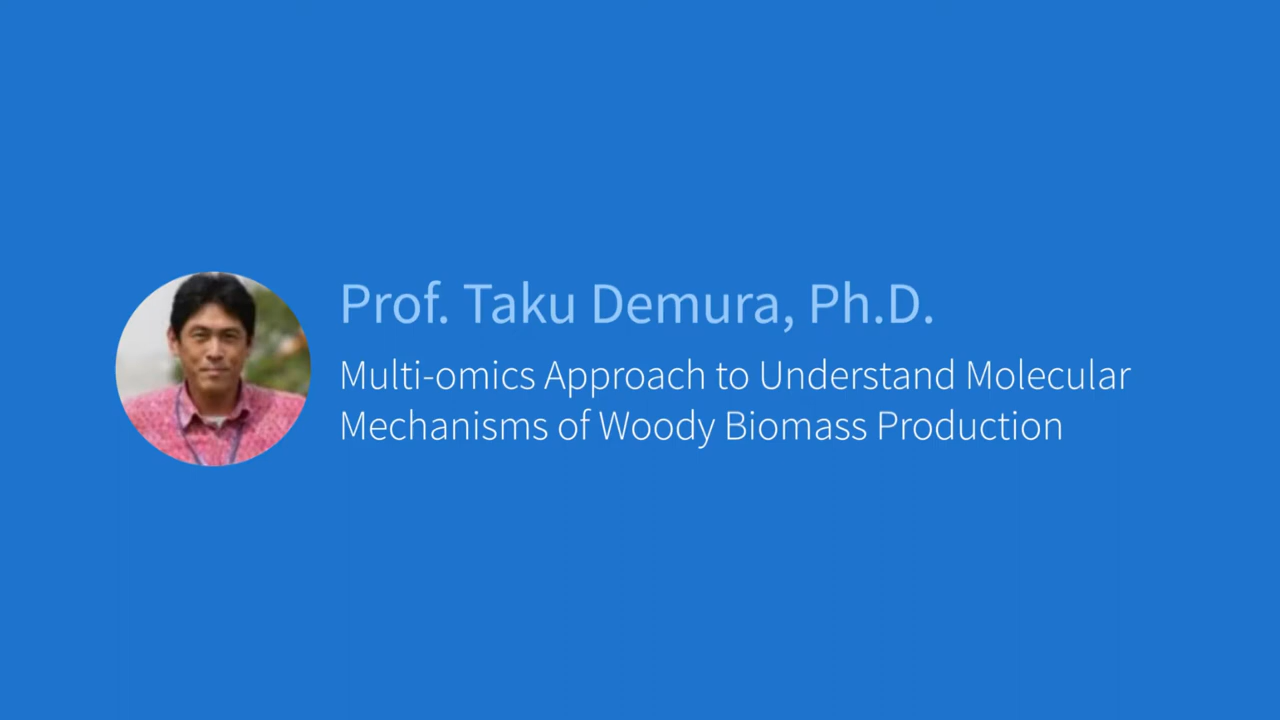 Prof. Taku Demura, Ph.D.
Multi-omics Approach to Understand Molecular
Mechanisms of Woody Biomass Production